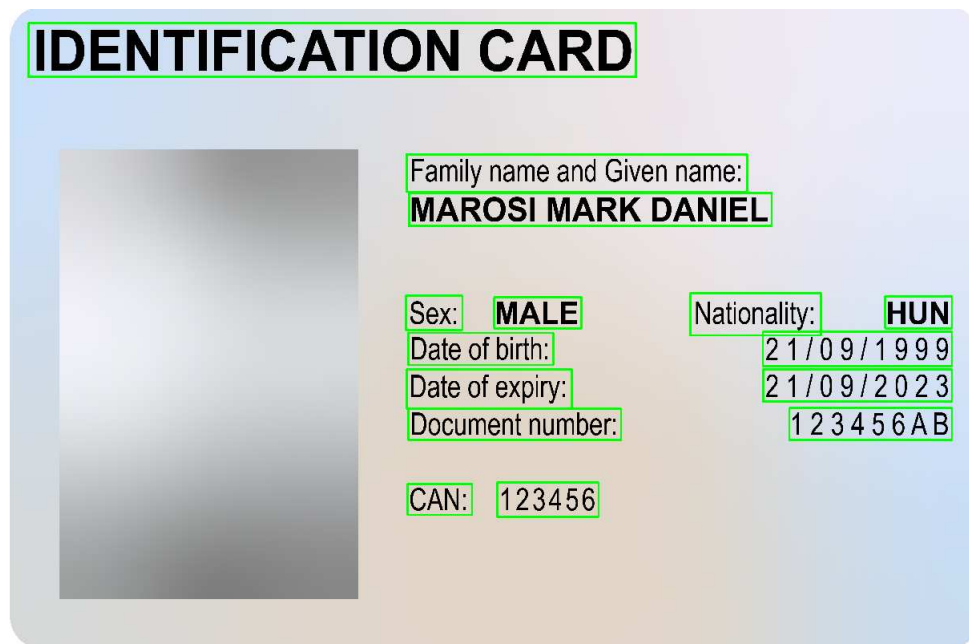 IDENTIFICATION CARD
Family name and Given name:
MAROSI MARK DANIEL
Sex: MALE Nationality: HUN
Date of birth: 21/09/1999
Date of expiry: 21/09/2023
Document number: 123456AB
CAN: 123456